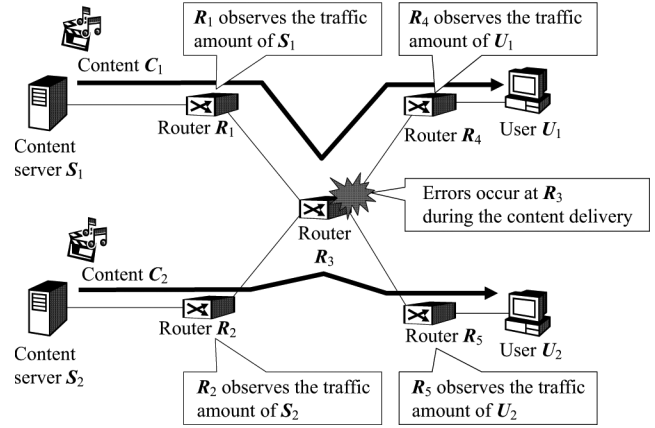 R1 observes the traffic
amount of S1
R4 observes the traffic
amount of U1
Content C1
Router R1
Router R4
User U1
Content
server S1
Errors occur at R3
during the content delivery
Router
R3
Content C2
Router R2
Router R5
User U2
Content
server S2
R2 observes the traffic
amount of S2
R5 observes the traffic
amount of U2